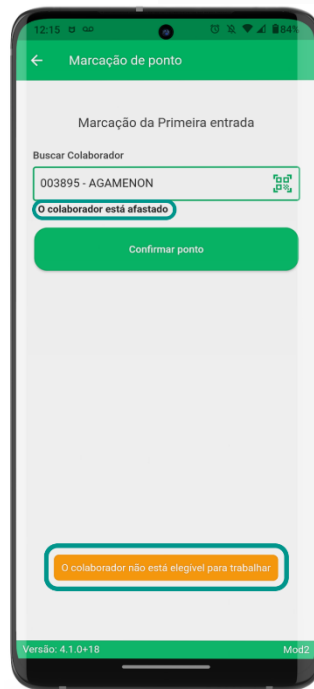 12:15
84%
Marcação de ponto
Marcação da Primeira entrada
Buscar Colaborador
003895 - AGAMENON
O colaborador está afastado
Confirmar ponto
O colaborador não está elegível para trabalhar
Versão: 4.1.0+18 Mod2